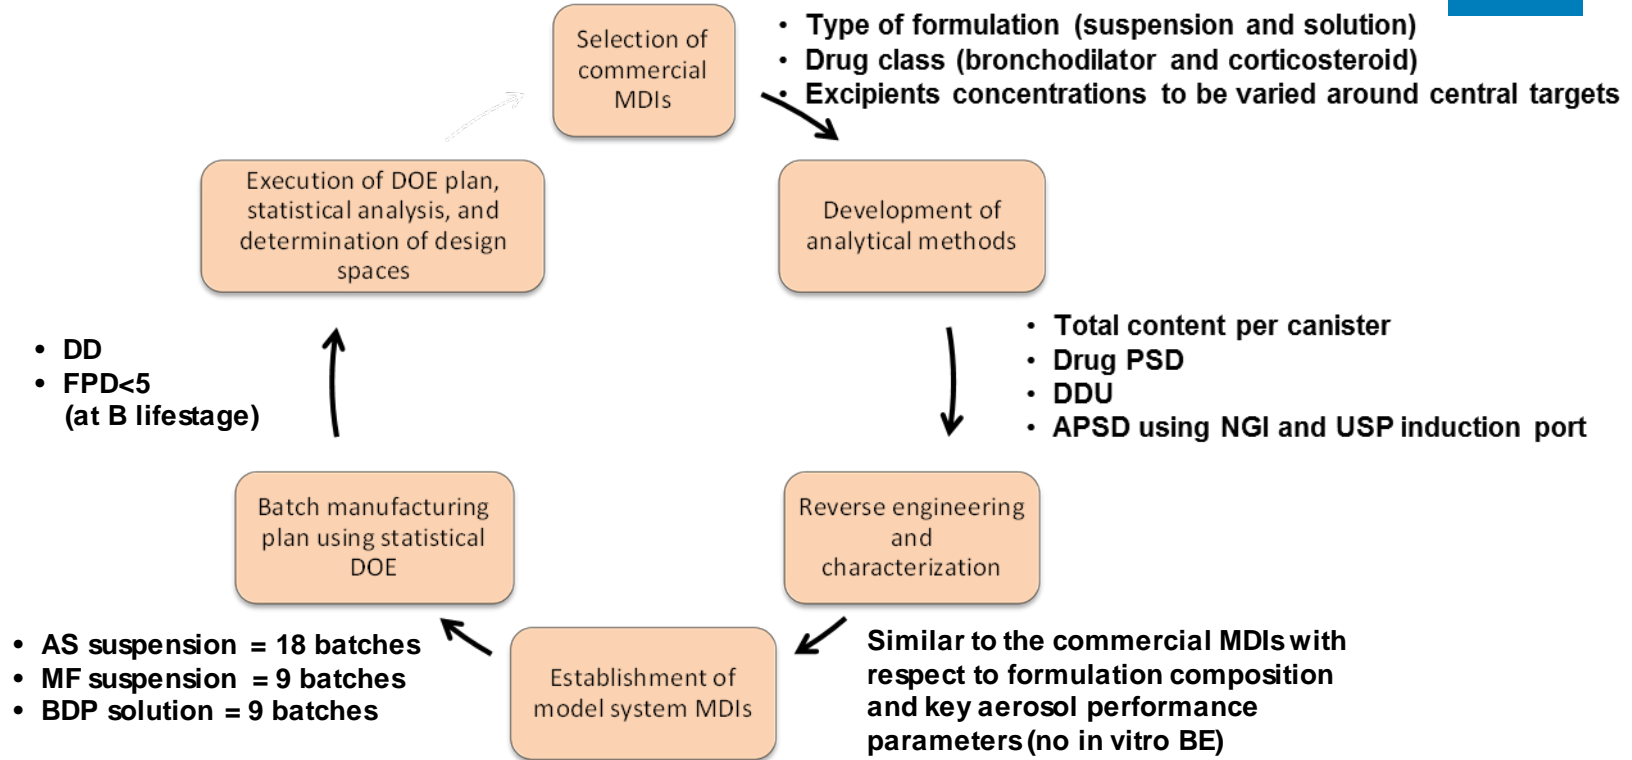 Selection of
commercial
MDIs
• Type of formulation (suspension and solution)
• Drug class (bronchodilator and corticosteroid)
• Excipients concentrations to be varied around central targets
Development of
analytical methods
• Total content per canister
• Drug PSD
• DDU
• APSD using NGI and USP induction port
Reverse engineering
and
characterization
Similar to the commercial MDIs with
respect to formulation composition
and key aerosol performance
parameters (no in vitro BE)
Establishment of
model system MDIs
• AS suspension = 18 batches
• MF suspension = 9 batches
• BDP solution = 9 batches
Batch manufacturing
plan using statistical
DOE
• DD
• FPD<5
(at B lifestage)
Execution of DOE plan,
statistical analysis, and
determination of design
spaces